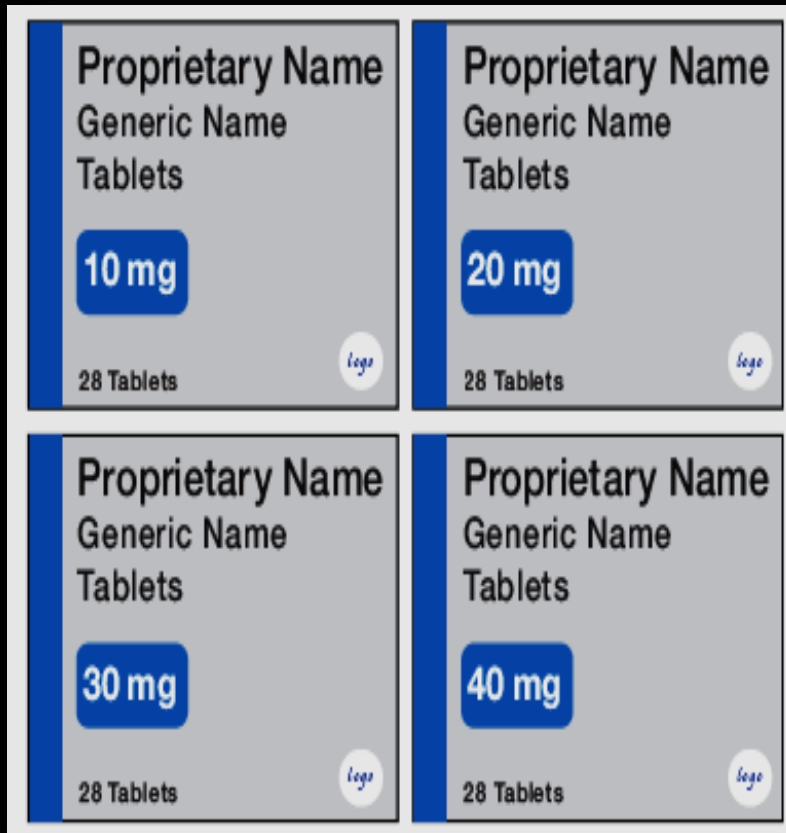 Proprietary Name
Generic Name
Tablets
10 mg
28 Tablets
logo
Proprietary Name
Generic Name
Tablets
20 mg
28 Tablets
logo
Proprietary Name
Generic Name
Tablets
30 mg
28 Tablets
logo
Proprietary Name
Generic Name
Tablets
40 mg
28 Tablets
logo